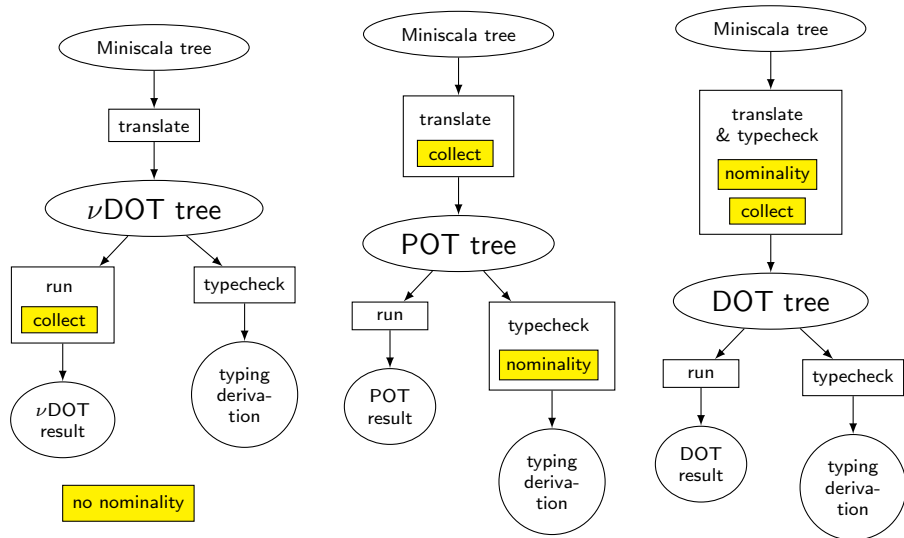 Miniscala tree
translate
νDOT tree
run
collect
typecheck
νDOT
result
typing
deriva-
tion
no nominality
Miniscala tree
translate
collect
POT tree
run
typecheck
nominality
POT
result
typing
deriva-
tion
Miniscala tree
translate
& typecheck
nominality
collect
DOT tree
run
typecheck
DOT
result
typing
deriva-
tion